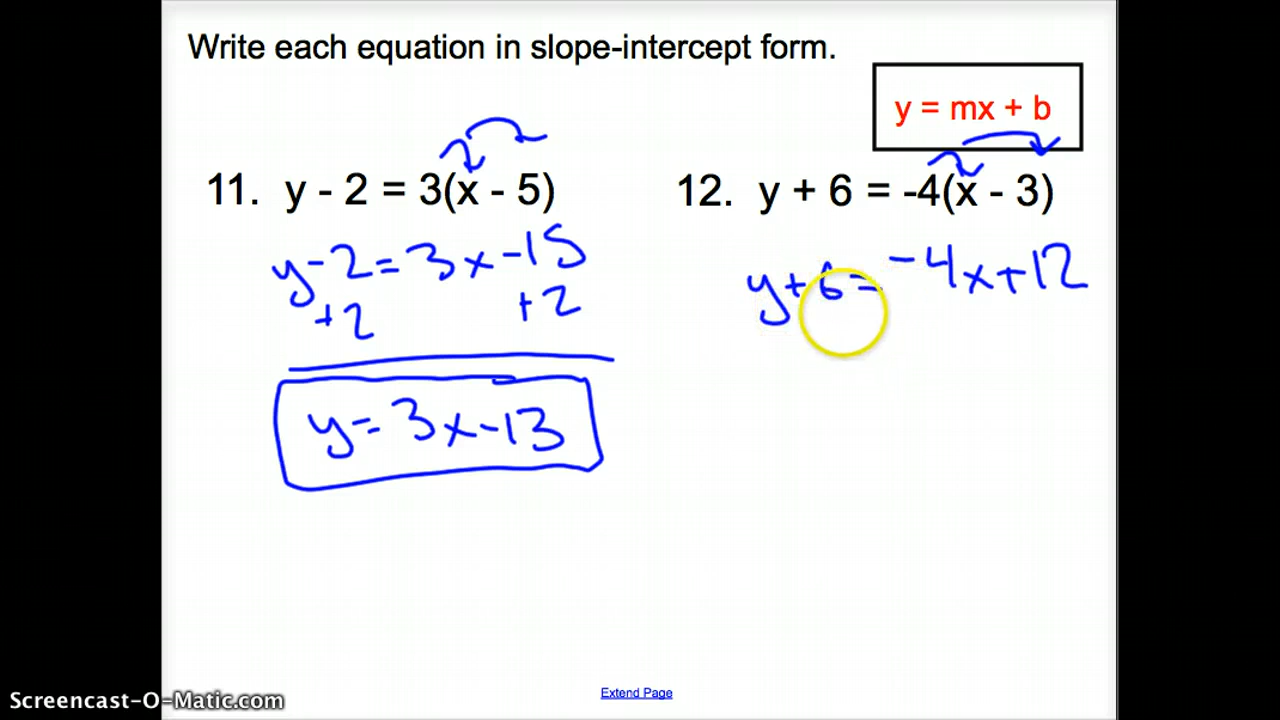 Write each equation in slope-intercept form.
y = mx + b
11. y - 2 = 3(x - 5)
y-2=3x-15
+2 +2
y=3x-13
12. y + 6 = -4(x - 3)
y+6=-4x+12
Extend Page
Screencast-O-Matic.com